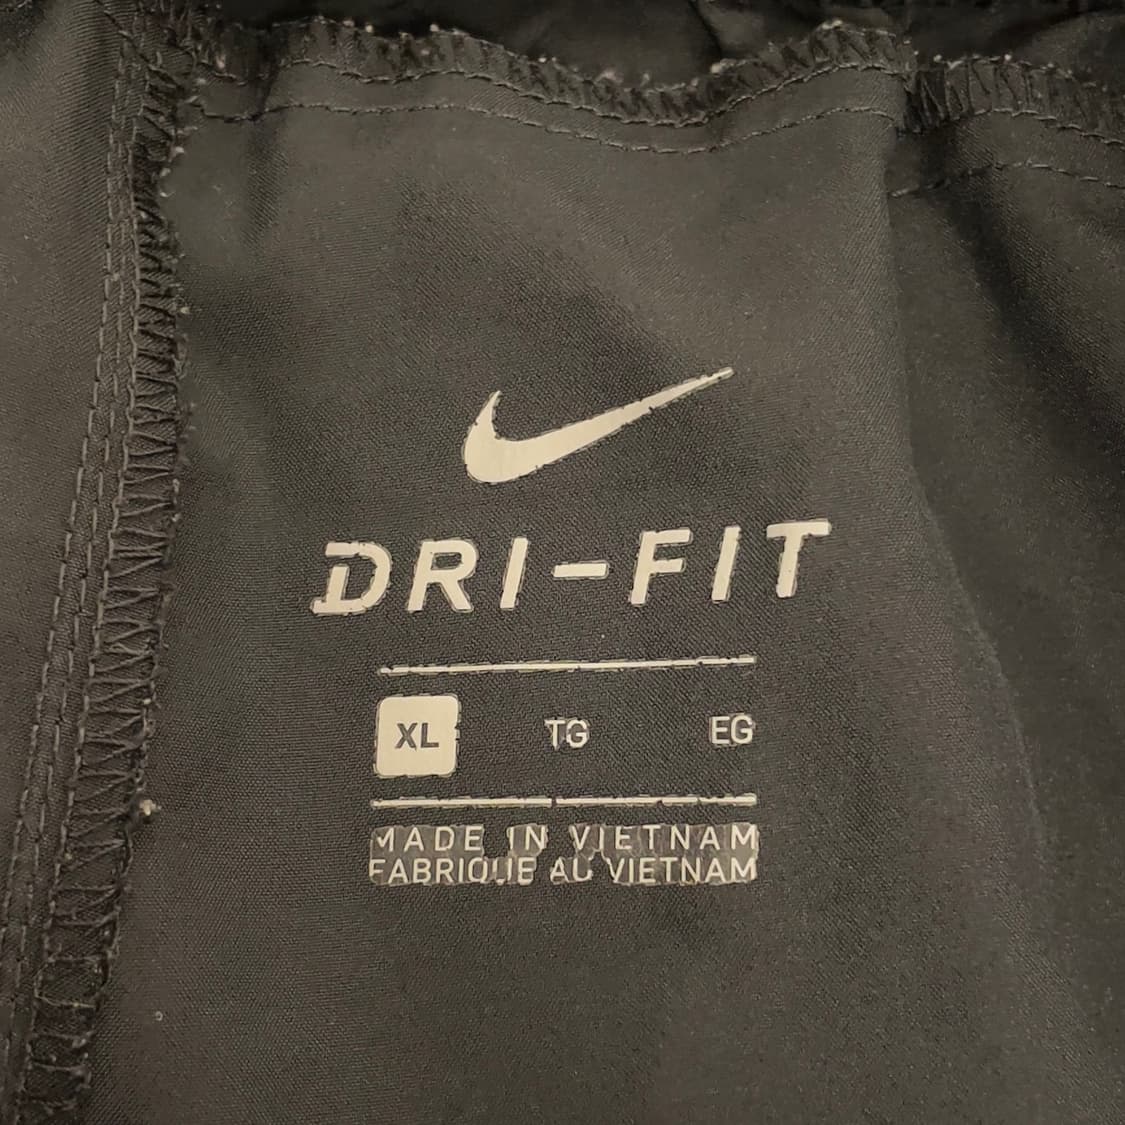 DRI-FIT
XL TG EG
MADE IN VIETNAM
FABRIQUE AU VIETNAM